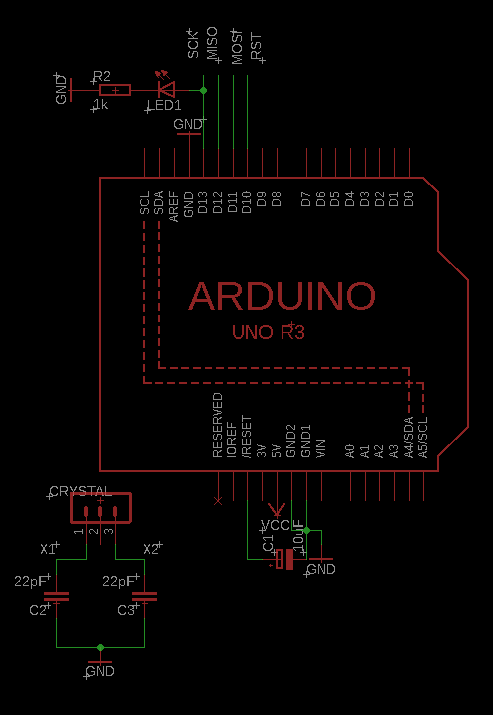 SCK MISO MOSI RST
R2
GND
1k
LED1
GND
SCL SDA AREF GND D13 D12 D11 D10 D9 D8 D7 D6 D5 D4 D3 D2 D1 D0
ARDUINO
UNO R3
RESERVED IOREF /RESET 3V 5V GND2 GND1 VIN A0 A1 A2 A3 A4/SDA A5/SCL
CRYSTAL
VCC
1 2 3
C1 10uF
X1 X2
GND
22pF 22pF
C2 C3
GND